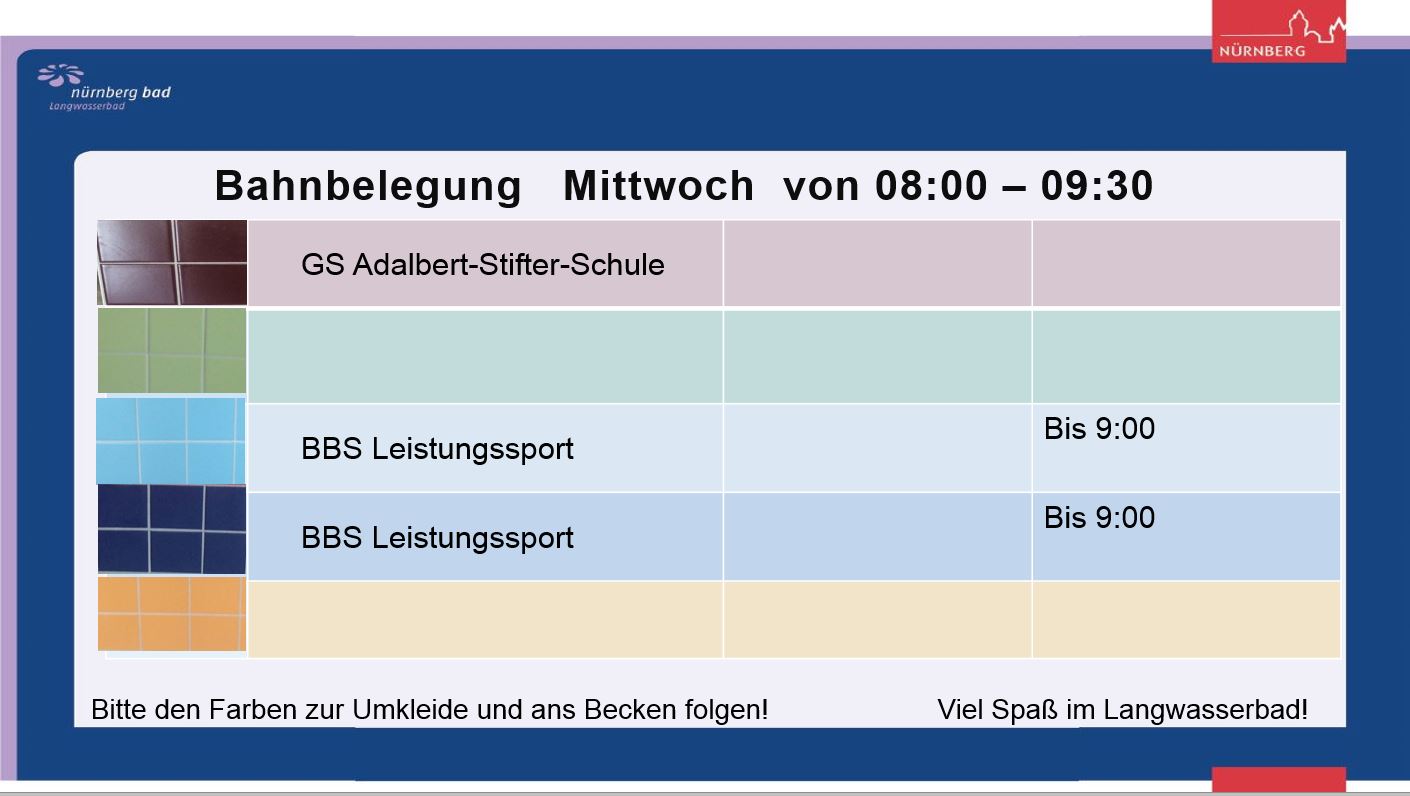 NÜRNBERG
nürnberg bad
Langwasserbad
Bahnbelegung Mittwoch von 08:00 – 09:30
GS Adalbert-Stifter-Schule
BBS Leistungssport Bis 9:00
BBS Leistungssport Bis 9:00
Bitte den Farben zur Umkleide und ans Becken folgen! Viel Spaß im Langwasserbad!